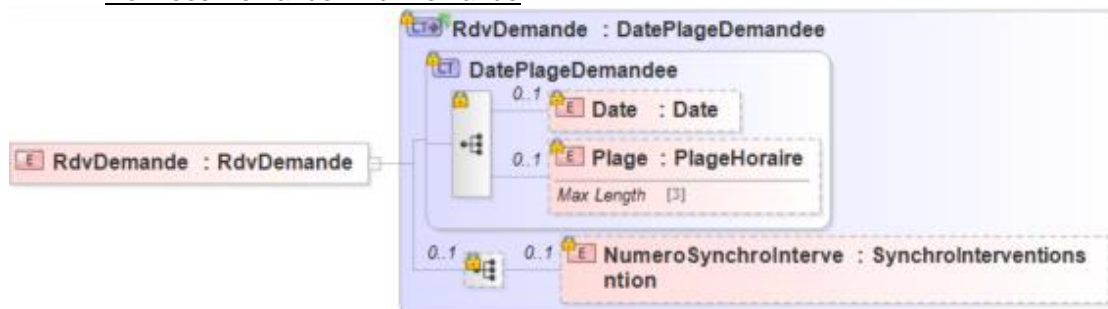 RdvDemande : DatePlageDemandee
CT DatePlageDemandee
0..1 E Date : Date
E RdvDemande : RdvDemande
0..1 E Plage : PlageHoraire
Max Length [3]
0..1 0..1 E NumeroSynchroInterve : SynchroInterventions
ntion